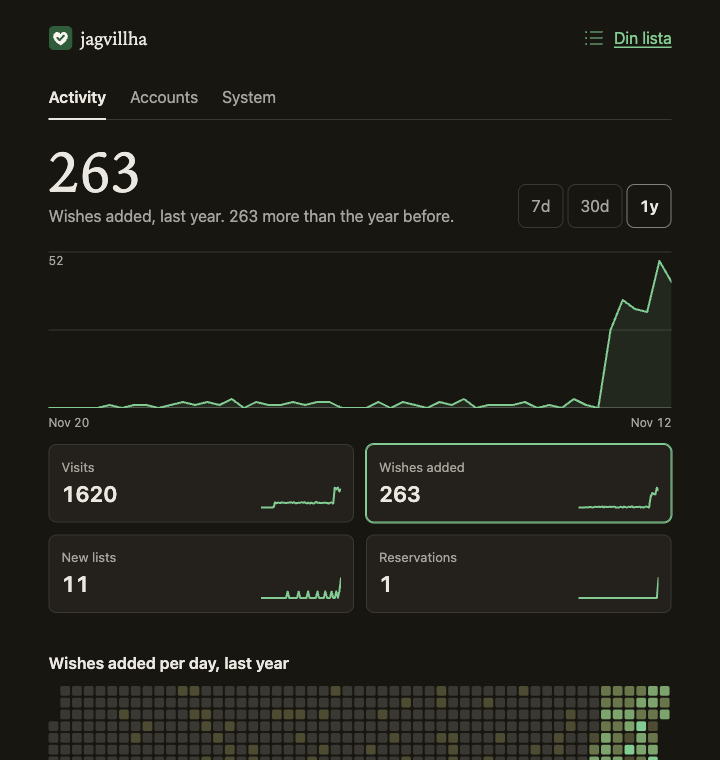 jagvillha
Din lista
Activity Accounts System
263
Wishes added, last year. 263 more than the year before.
7d 30d 1y
52
Nov 20 Nov 12
Visits
1620
Wishes added
263
New lists
11
Reservations
1
Wishes added per day, last year